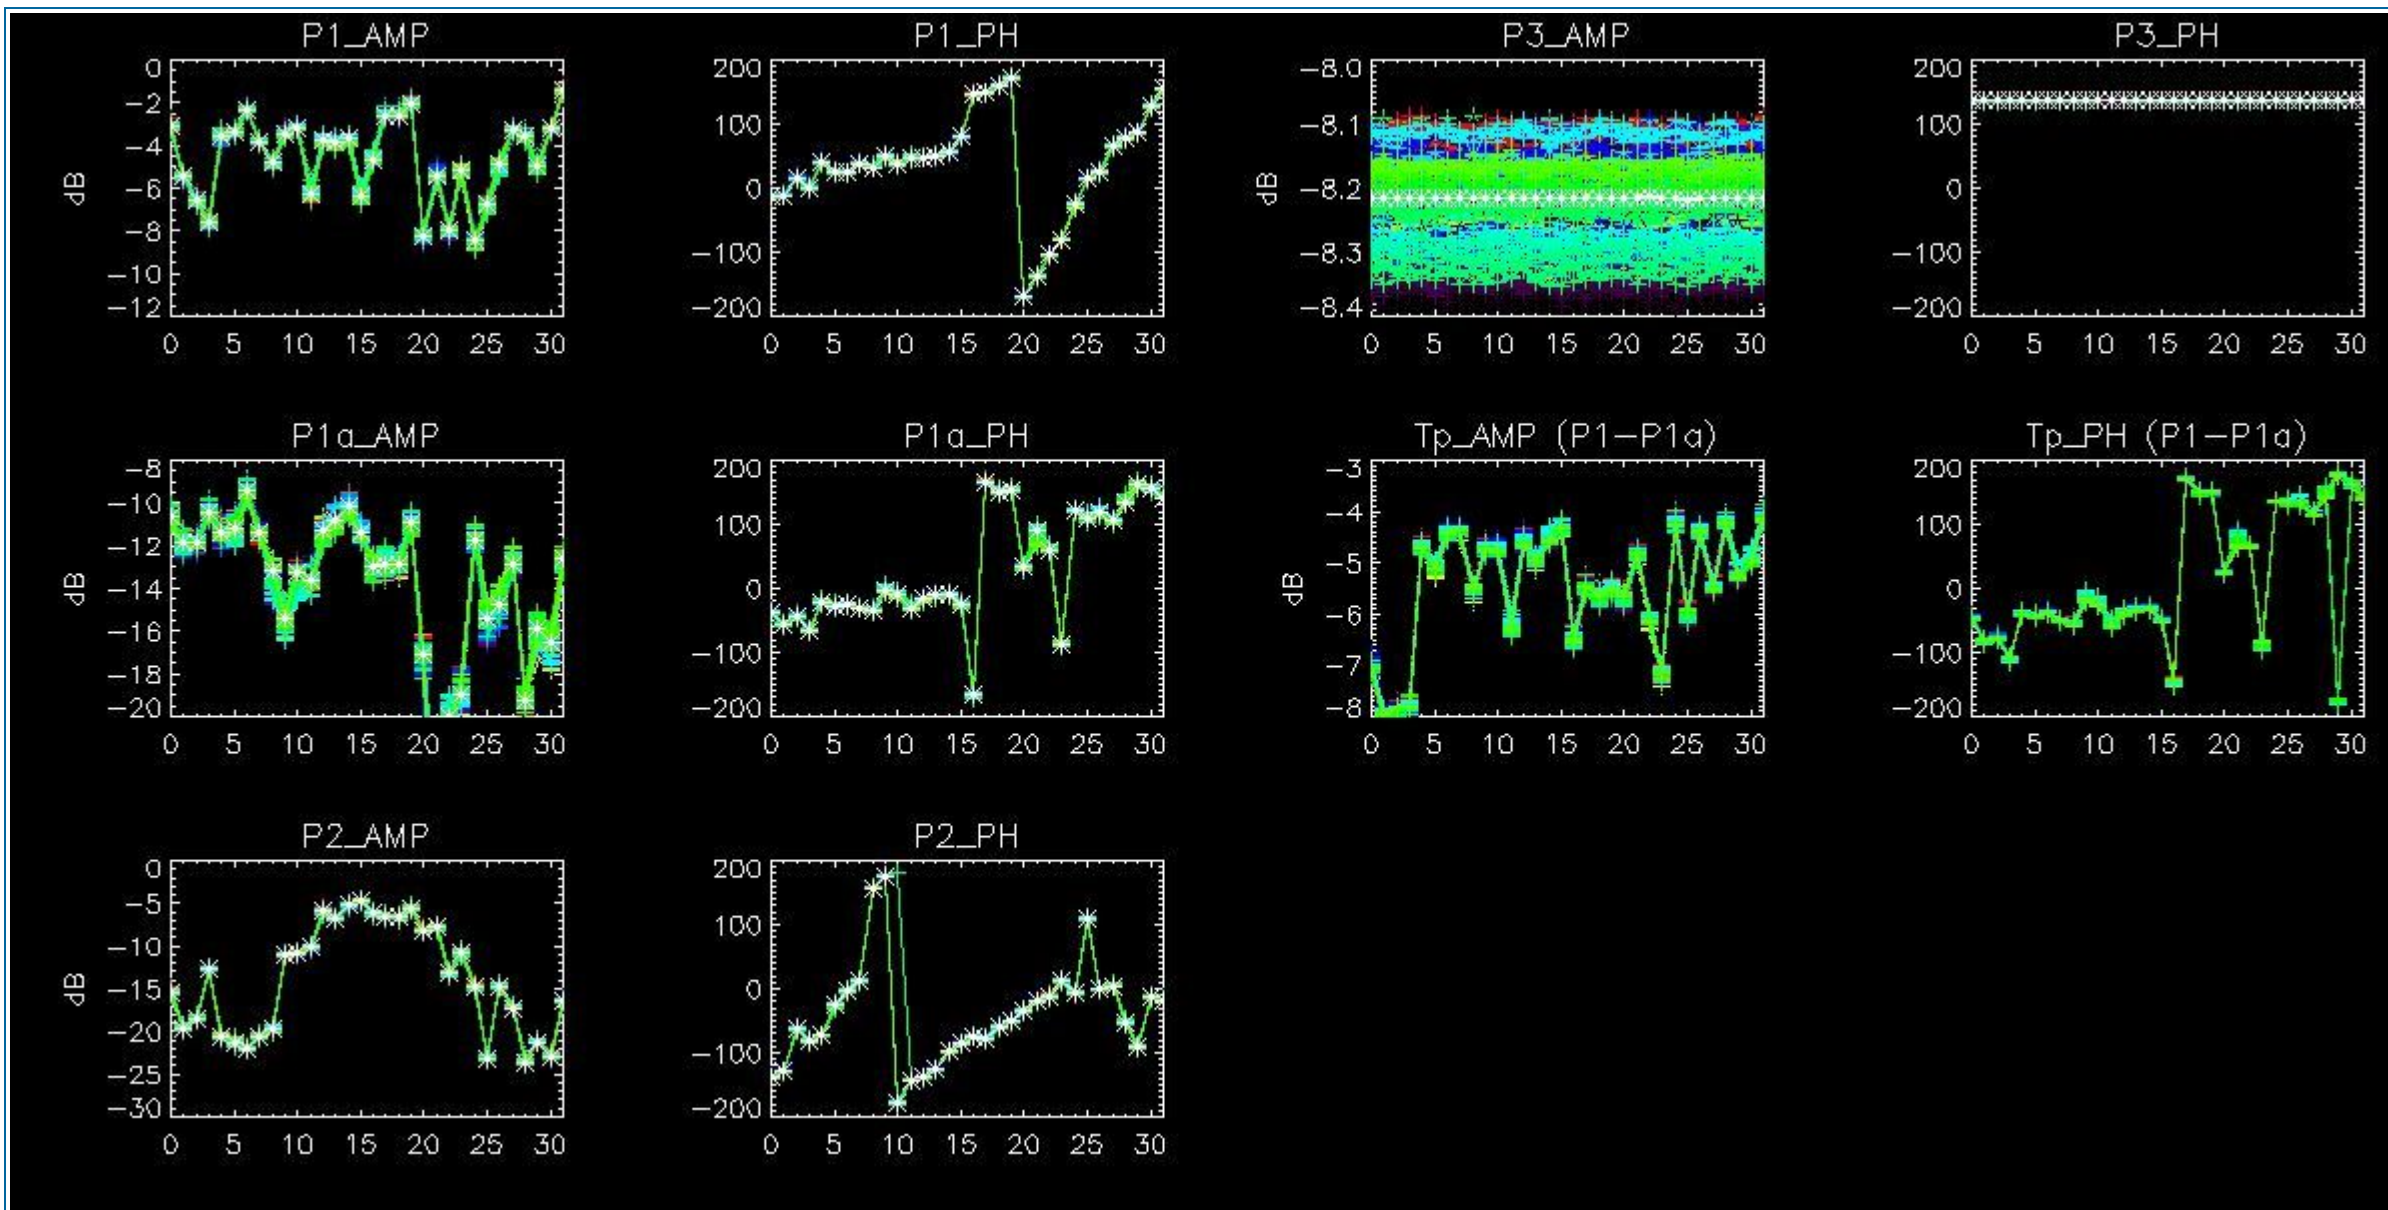 P1_AMP
0
−2
−4
−6
−8
−10
−12
dB
0 5 10 15 20 25 30
P1_PH
200
100
0
−100
−200
0 5 10 15 20 25 30
P3_AMP
−8.0
−8.1
−8.2
−8.3
−8.4
dB
0 5 10 15 20 25 30
P3_PH
200
100
0
−100
−200
0 5 10 15 20 25 30
P1a_AMP
−8
−10
−12
−14
−16
−18
−20
dB
0 5 10 15 20 25 30
P1a_PH
200
100
0
−100
−200
0 5 10 15 20 25 30
Tp_AMP (P1−P1a)
−3
−4
−5
−6
−7
−8
dB
0 5 10 15 20 25 30
Tp_PH (P1−P1a)
200
100
0
−100
−200
0 5 10 15 20 25 30
P2_AMP
0
−5
−10
−15
−20
−25
−30
dB
0 5 10 15 20 25 30
P2_PH
200
100
0
−100
−200
0 5 10 15 20 25 30